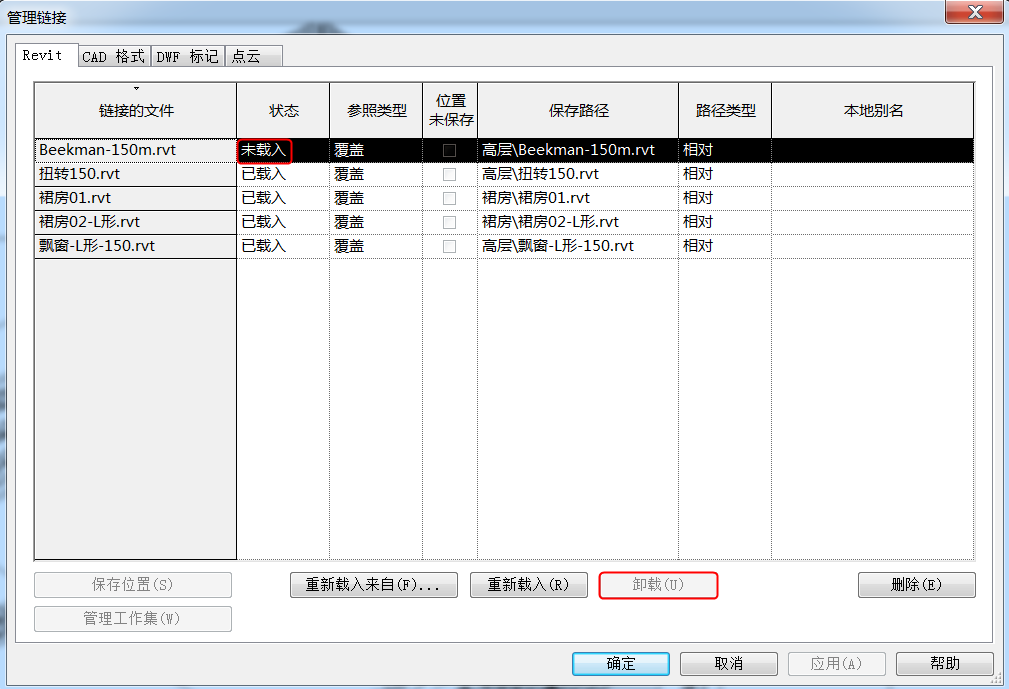 管理链接
Revit CAD 格式 DWF 标记 点云
链接的文件 状态 参照类型 位置未保存 保存路径 路径类型 本地别名
Beekman-150m.rvt 未载入 覆盖 高层\Beekman-150m.rvt 相对
扭转150.rvt 已载入 覆盖 高层\扭转150.rvt 相对
裙房01.rvt 已载入 覆盖 裙房\裙房01.rvt 相对
裙房02-L形.rvt 已载入 覆盖 裙房\裙房02-L形.rvt 相对
飘窗-L形-150.rvt 已载入 覆盖 高层\飘窗-L形-150.rvt 相对
保存位置(S) 重新载入来自(F)... 重新载入(R) 卸载(U) 删除(E)
管理工作集(W)
确定 取消 应用(A) 帮助